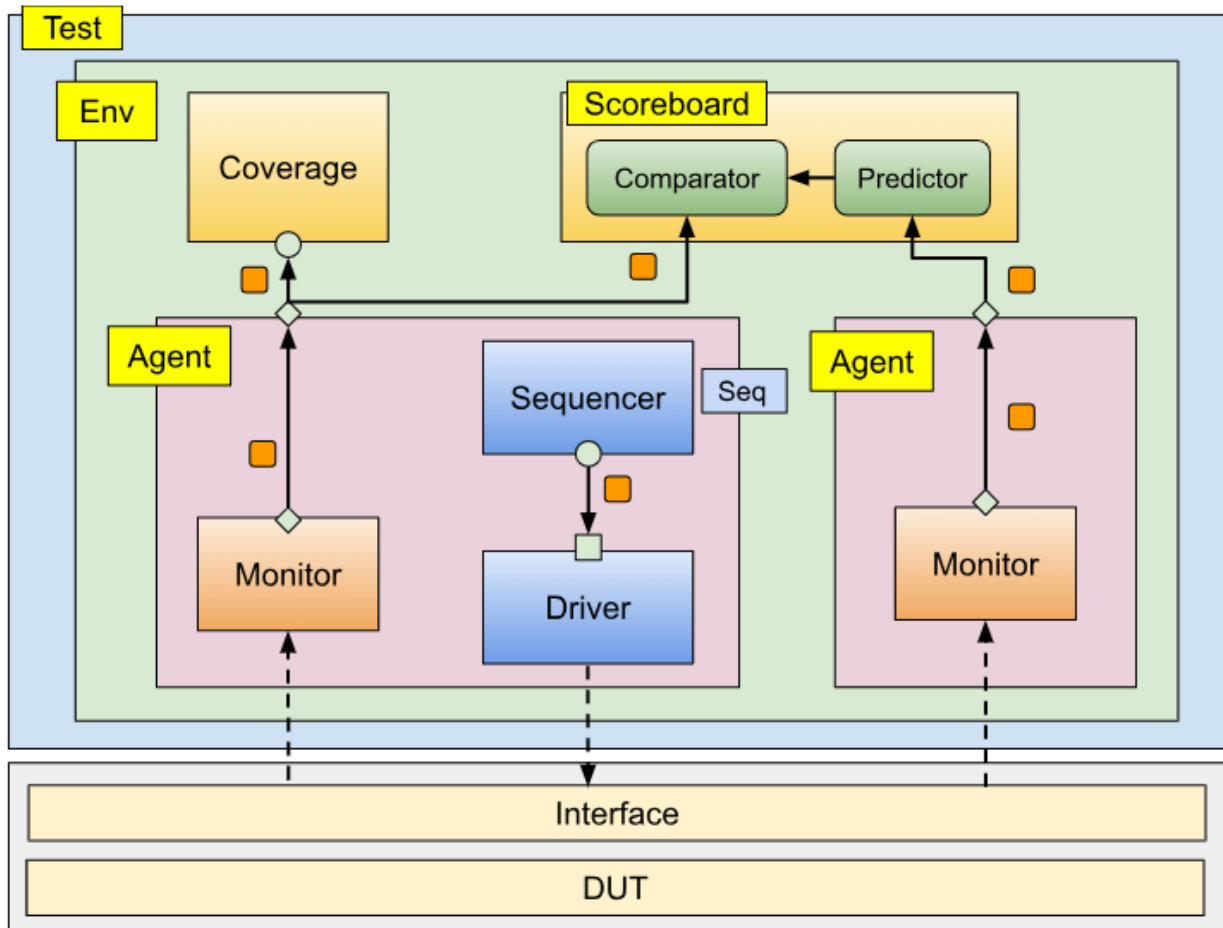 Test
Env
Coverage
Scoreboard
Comparator
Predictor
Agent
Sequencer
Seq
Agent
Monitor
Driver
Monitor
Interface
DUT